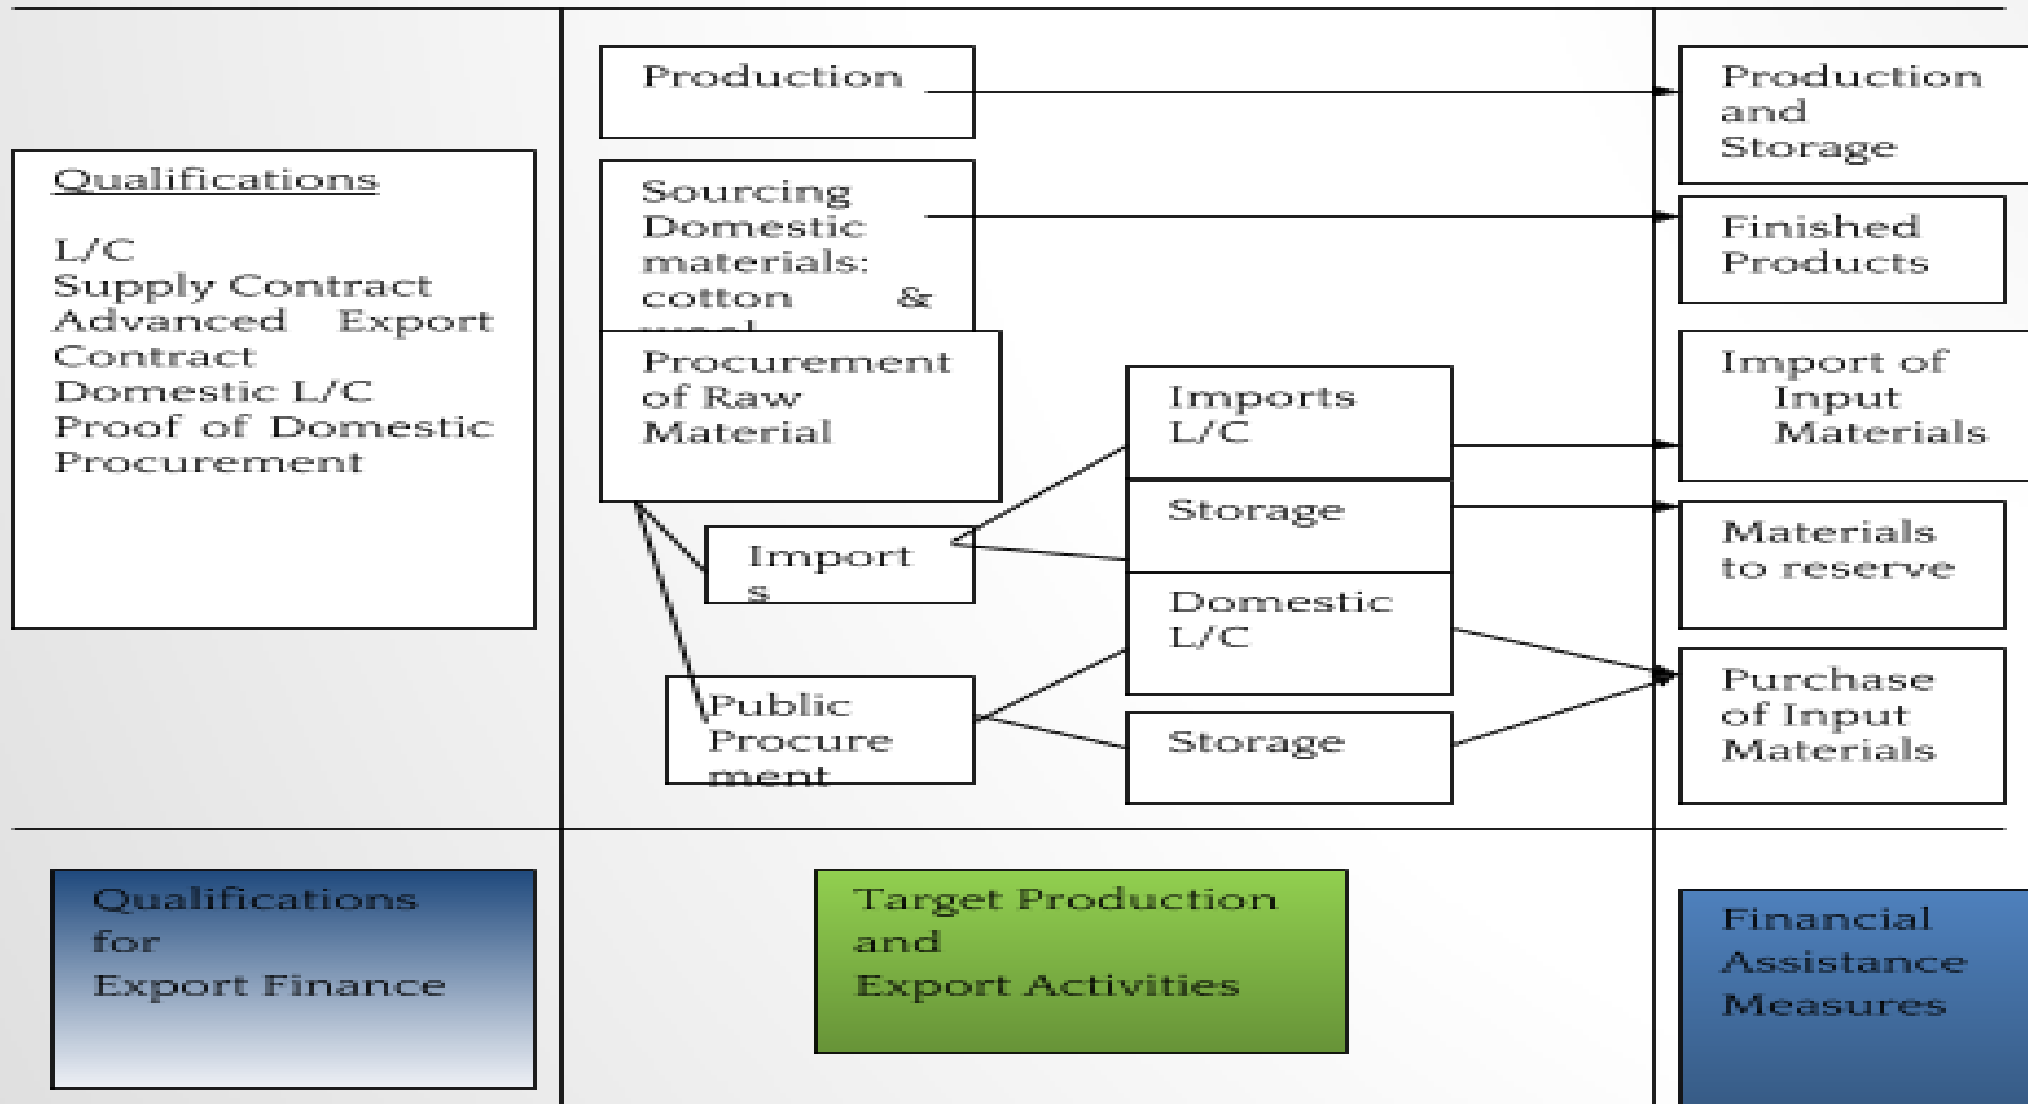 Qualifications
L/C
Supply Contract
Advanced Export
Contract
Domestic L/C
Proof of Domestic
Procurement
Production
Sourcing
Domestic
materials:
cotton &
Procurement
of Raw
Material
Import
s
Public
Procure
ment
Imports
L/C
Storage
Domestic
L/C
Storage
Production
and
Storage
Finished
Products
Import of
Input
Materials
Materials
to reserve
Purchase
of Input
Materials
Qualifications
for
Export Finance
Target Production
and
Export Activities
Financial
Assistance
Measures